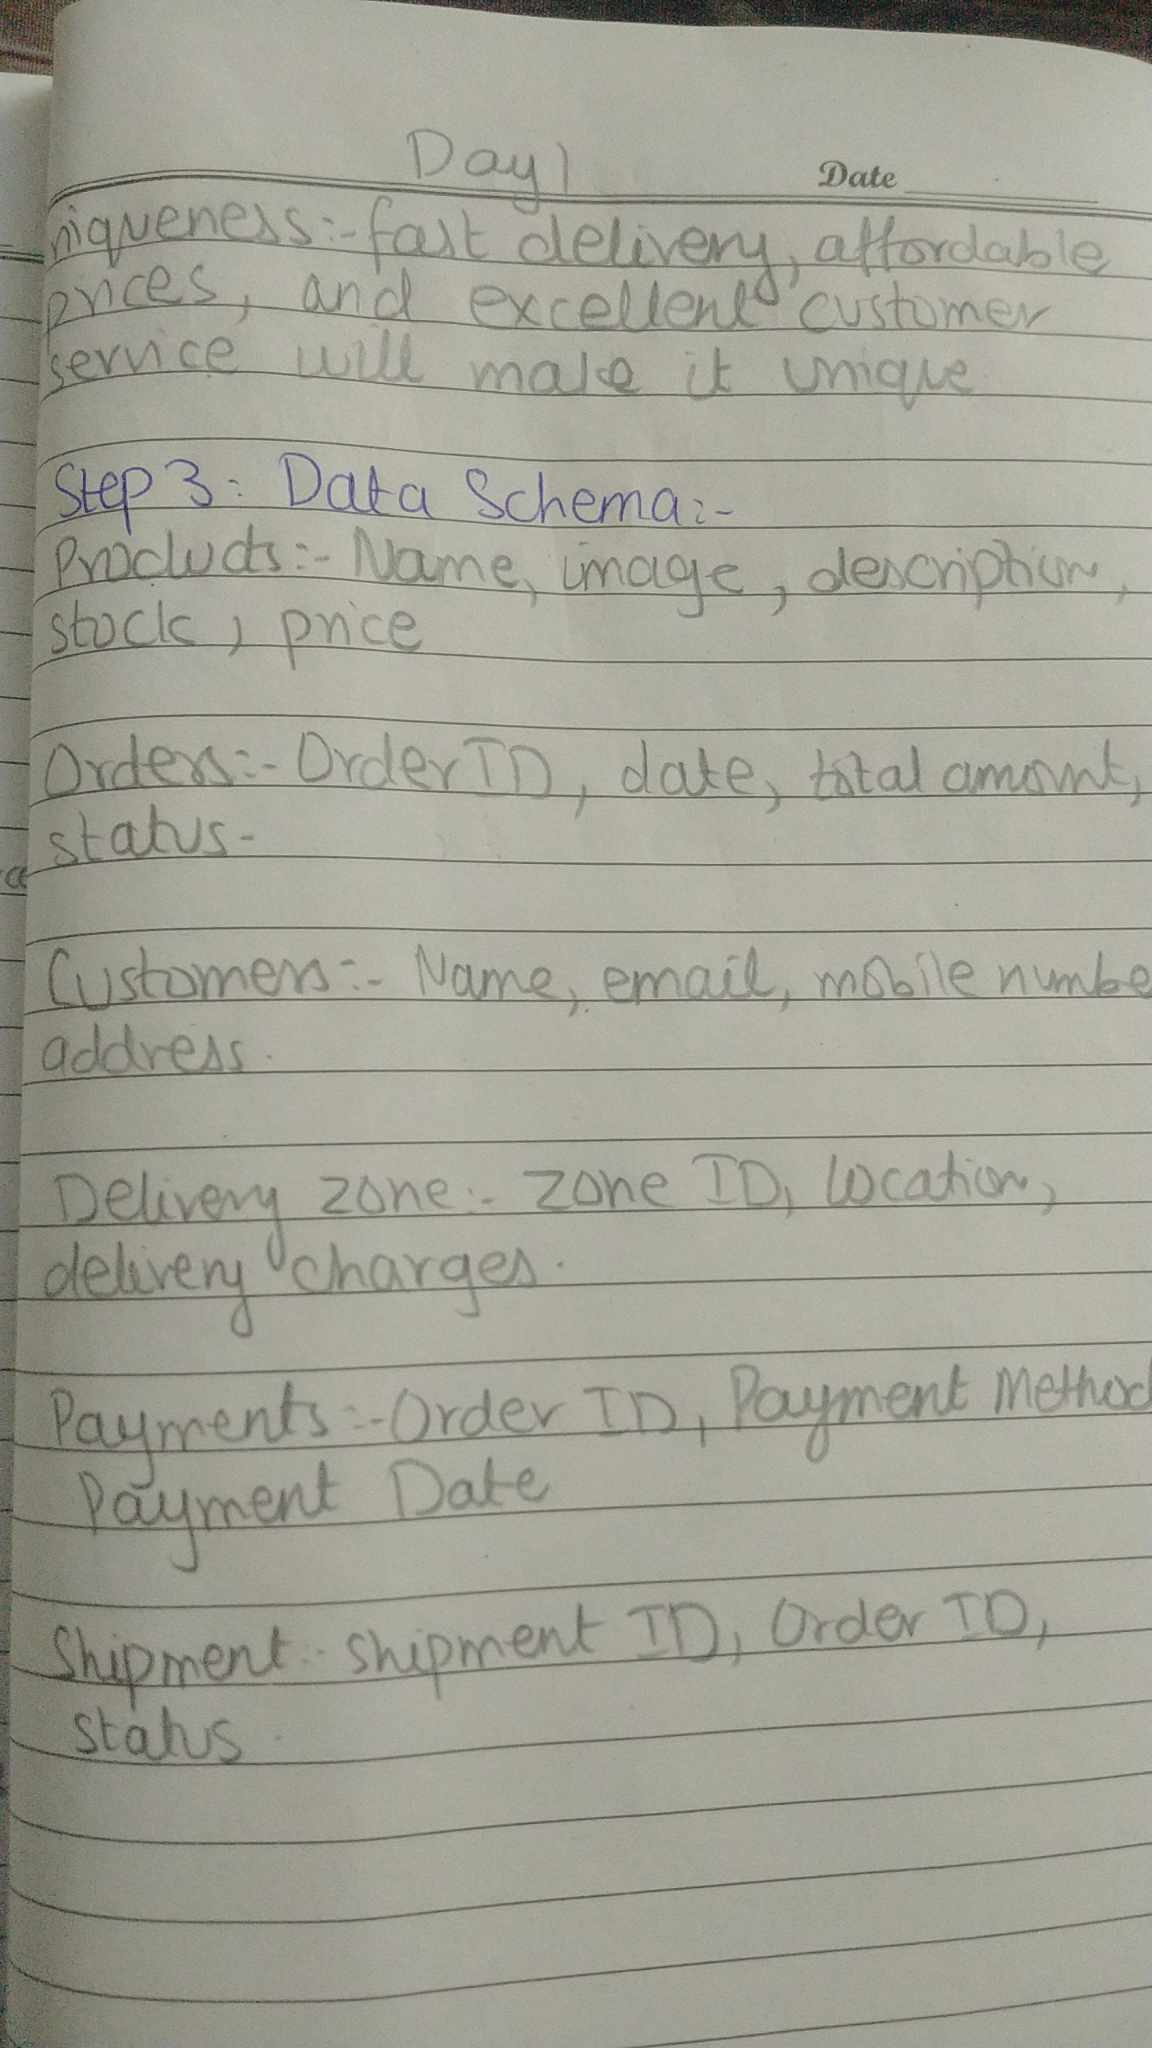 Day 1
Date
niqueness:- fast delivery, affordable
prices, and excellent customer
service will make it unique
Step 3: Data Schema:-
Products:- Name, image, description,
stock, price
Orders:- Order ID, date, total amount,
status-
Customers:- Name, email, mobile numbe
address.
Delivery zone:- zone ID, location,
delivery charges.
Payments:- Order ID, Payment Method
Payment Date
Shipment:- shipment ID, Order ID,
status.